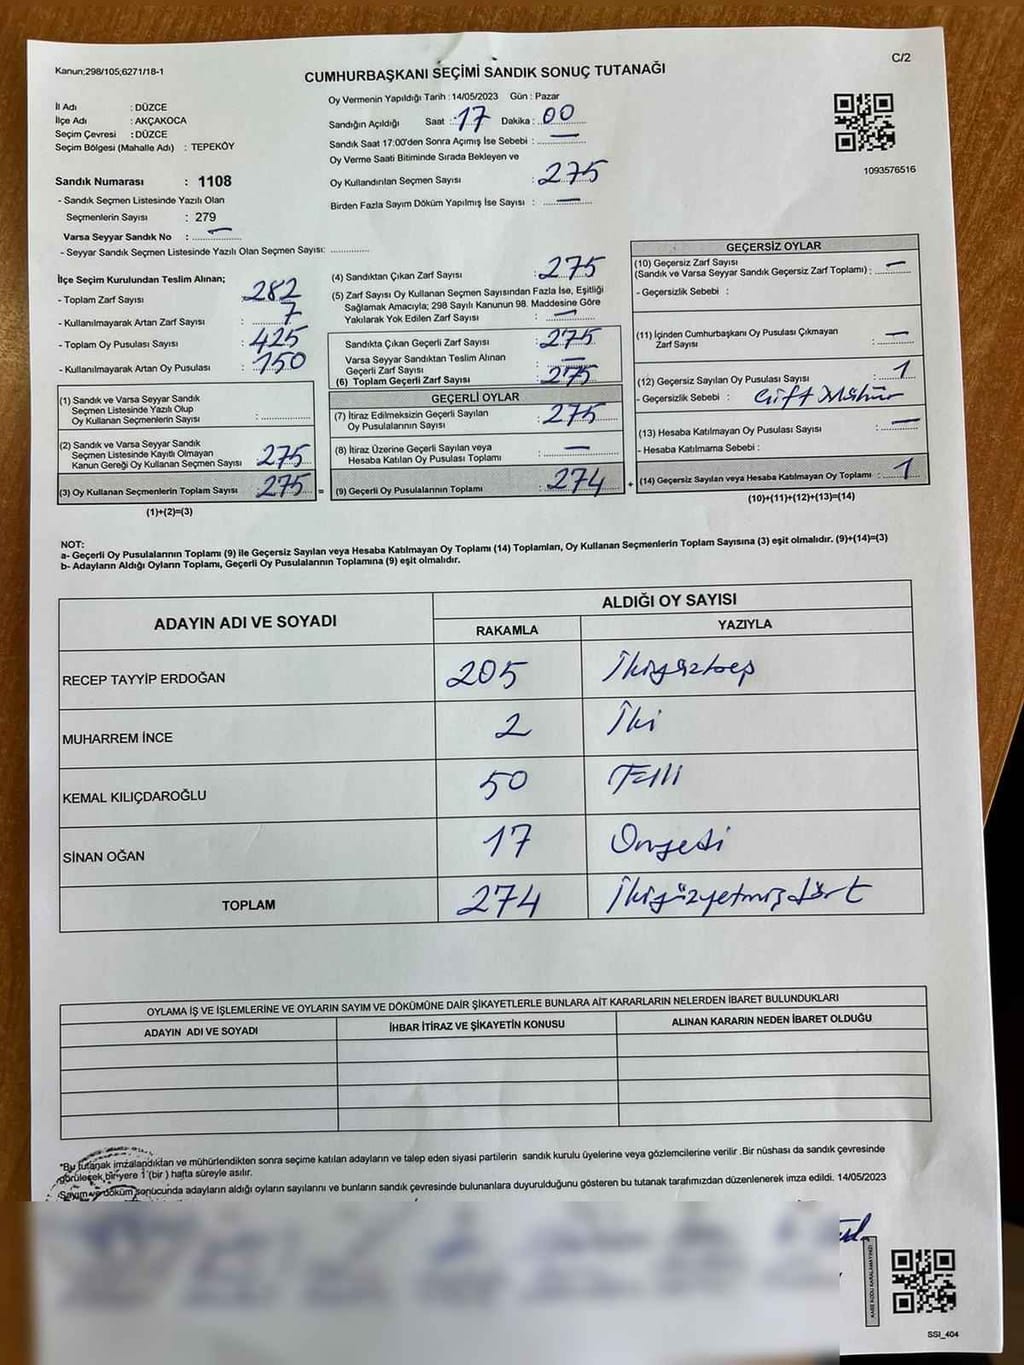 Kanun;298/105;6271/18-1
C/2
CUMHURBAŞKANI SEÇİMİ SANDIK SONUÇ TUTANAĞI
İl Adı : DÜZCE
İlçe Adı : AKÇAKOCA
Seçim Çevresi : DÜZCE
Seçim Bölgesi (Mahalle Adı) : TEPEKÖY
Sandık Numarası : 1108
- Sandık Seçmen Listesinde Yazılı Olan
Seçmenlerin Sayısı : 279
Varsa Seyyar Sandık No : —
- Seyyar Sandık Seçmen Listesinde Yazılı Olan Seçmen Sayısı: ..............
Oy Vermenin Yapıldığı Tarih : 14/05/2023 Gün : Pazar
Sandığın Açıldığı Saat : 17 Dakika : 00
Sandık Saat 17:00'den Sonra Açımış İse Sebebi : —
Oy Verme Saati Bitiminde Sırada Bekleyen ve
Oy Kullandırılan Seçmen Sayısı : 275
Birden Fazla Sayım Döküm Yapılmış İse Sayısı : —
1093576516
İlçe Seçim Kurulundan Teslim Alınan;
- Toplam Zarf Sayısı : 282
- Kullanılmayarak Artan Zarf Sayısı : 7
- Toplam Oy Pusulası Sayısı : 425
- Kullanılmayarak Artan Oy Pusulası : 150
(1) Sandık ve Varsa Seyyar Sandık
Seçmen Listesinde Yazılı Olup
Oy Kullanan Seçmenlerin Sayısı : ..............
(2) Sandık ve Varsa Seyyar Sandık
Seçmen Listesinde Kayıtlı Olmayan
Kanun Gereği Oy Kullanan Seçmen Sayısı 275
(3) Oy Kullanan Seçmenlerin Toplam Sayısı 275 =
(1)+(2)=(3)
(4) Sandıktan Çıkan Zarf Sayısı : 275
(5) Zarf Sayısı Oy Kullanan Seçmen Sayısından Fazla İse, Eşitliği
Sağlamak Amacıyla; 298 Sayılı Kanunun 98. Maddesine Göre
Yakılarak Yok Edilen Zarf Sayısı : —
Sandıkta Çıkan Geçerli Zarf Sayısı : 275
Varsa Seyyar Sandıktan Teslim Alınan
Geçerli Zarf Sayısı : —
(6) Toplam Geçerli Zarf Sayısı : 275
GEÇERLİ OYLAR
(7) İtiraz Edilmeksizin Geçerli Sayılan
Oy Pusulalarının Sayısı : 275
(8) İtiraz Üzerine Geçerli Sayılan veya
Hesaba Katılan Oy Pusulası Toplamı : —
(9) Geçerli Oy Pusulalarının Toplamı : 274 +
GEÇERSİZ OYLAR
(10) Geçersiz Zarf Sayısı
(Sandık ve Varsa Seyyar Sandık Geçersiz Zarf Toplamı) : —
- Geçersizlik Sebebi :
(11) İçinden Cumhurbaşkanı Oy Pusulası Çıkmayan
Zarf Sayısı : —
(12) Geçersiz Sayılan Oy Pusulası Sayısı : 1
- Geçersizlik Sebebi : Çift Mühür
(13) Hesaba Katılmayan Oy Pusulası Sayısı : —
- Hesaba Katılmama Sebebi :
(14) Geçersiz Sayılan veya Hesaba Katılmayan Oy Toplamı : 1
(10)+(11)+(12)+(13)=(14)
NOT:
a- Geçerli Oy Pusulalarının Toplamı (9) ile Geçersiz Sayılan veya Hesaba Katılmayan Oy Toplamı (14) Toplamları, Oy Kullanan Seçmenlerin Toplam Sayısına (3) eşit olmalıdır. (9)+(14)=(3)
b- Adayların Aldığı Oyların Toplamı, Geçerli Oy Pusulalarının Toplamına (9) eşit olmalıdır.
ADAYIN ADI VE SOYADI
ALDIĞI OY SAYISI
RAKAMLA YAZIYLA
RECEP TAYYİP ERDOĞAN 205 İkiyüzbeş
MUHARREM İNCE 2 İki
KEMAL KILIÇDAROĞLU 50 Elli
SİNAN OĞAN 17 Onyedi
TOPLAM 274 İkiyüzyetmişdört
OYLAMA İŞ VE İŞLEMLERİNE VE OYLARIN SAYIM VE DÖKÜMÜNE DAİR ŞİKAYETLERLE BUNLARA AİT KARARLARIN NELERDEN İBARET BULUNDUKLARI
ADAYIN ADI VE SOYADI İHBAR İTİRAZ VE ŞİKAYETİN KONUSU ALINAN KARARIN NEDEN İBARET OLDUĞU
*Bu tutanak imzalandıktan ve mühürlendikten sonra seçime katılan adayların ve talep eden siyasi partilerin sandık kurulu üyelerine veya gözlemcilerine verilir .Bir nüshası da sandık çevresinde
görülecek bir yere 1 (bir) hafta süreyle asılır.
Sayım ve döküm sonucunda adayların aldığı oyların sayılarını ve bunların sandık çevresinde bulunanlara duyurulduğunu gösteren bu tutanak tarafımızdan düzenlenerek imza edildi. 14/05/2023
KARE KODU KARALAMAYINIZ!
SSI_404